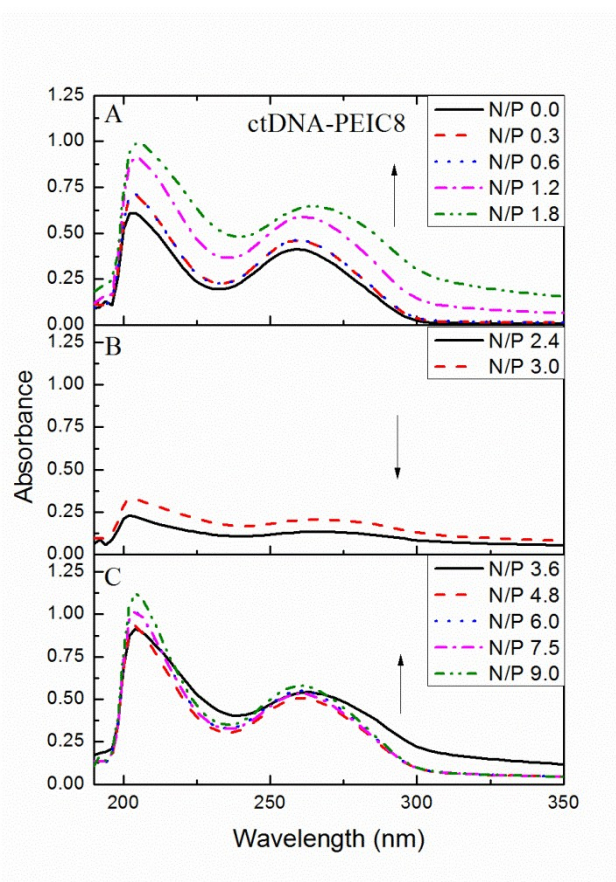 1.25
A
ctDNA-PEIC8
N/P 0.0
N/P 0.3
N/P 0.6
N/P 1.2
N/P 1.8
1.00
0.75
0.50
0.25
0.00
B
N/P 2.4
N/P 3.0
1.25
1.00
0.75
0.50
0.25
0.00
C
N/P 3.6
N/P 4.8
N/P 6.0
N/P 7.5
N/P 9.0
1.25
1.00
0.75
0.50
0.25
0.00
Absorbance
200
250
300
350
Wavelength (nm)